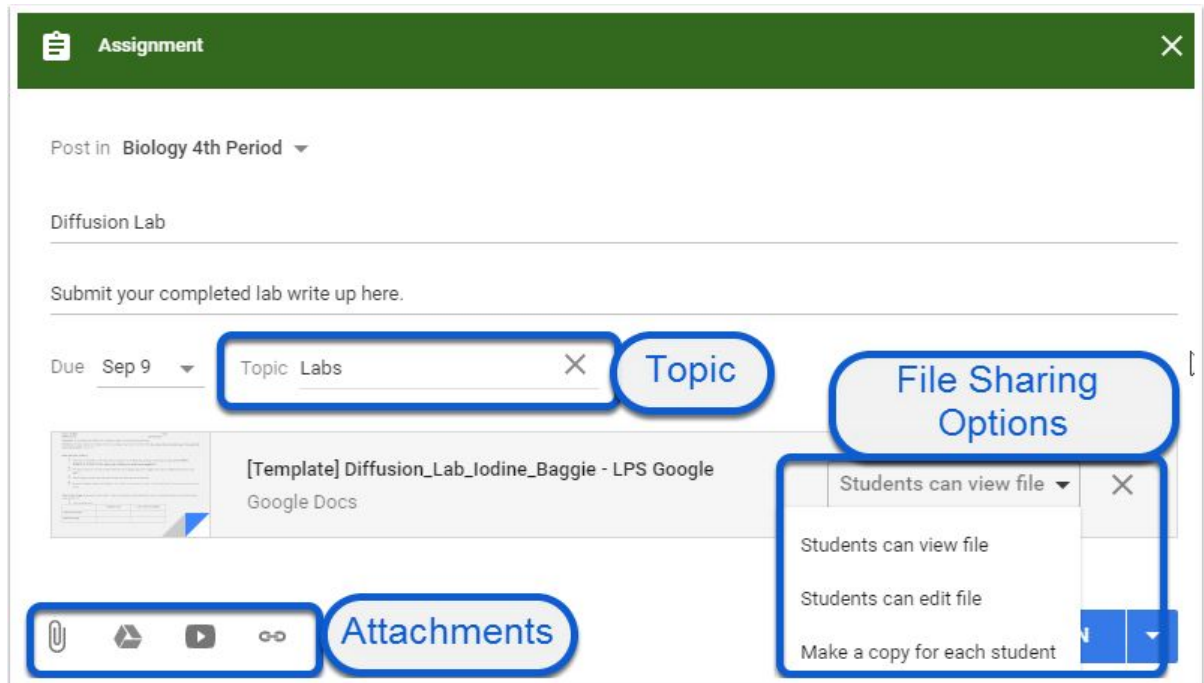 Assignment
Post in Biology 4th Period
Diffusion Lab
Submit your completed lab write up here.
Due Sep 9
Topic Labs
Topic
File Sharing
Options
[Template] Diffusion_Lab_Iodine_Baggie - LPS Google
Google Docs
Students can view file
Students can view file
Students can edit file
Make a copy for each student
Attachments
N